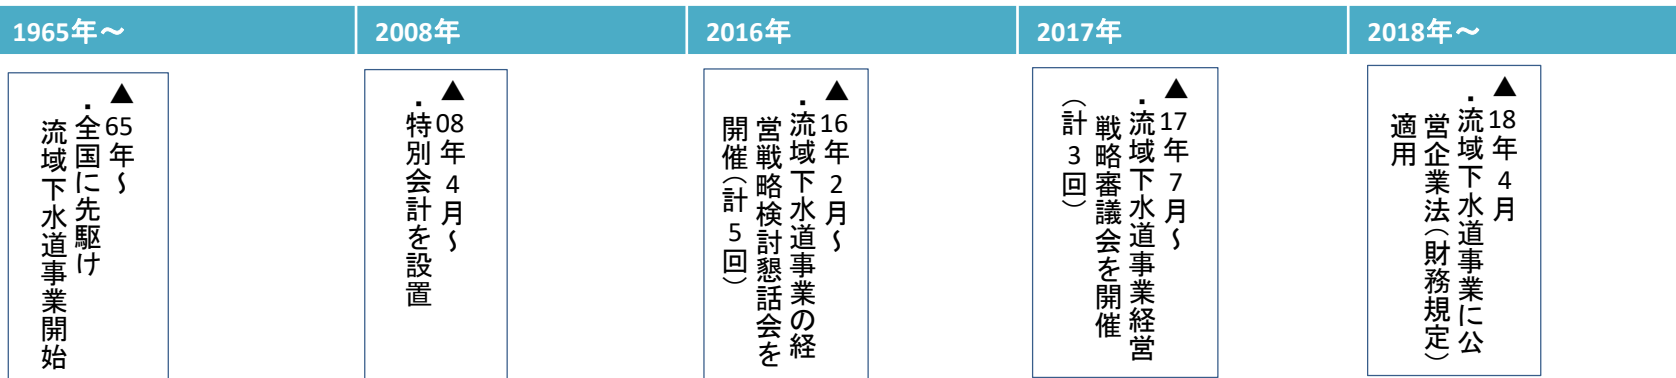 1965年～
2008年
2016年
2017年
2018年～
▲65年～
・全国に先駆け
流域下水道事業開始
▲08年4月～
・特別会計を設置
▲16年2月～
・流域下水道事業の経
営戦略検討懇話会を
開催（計5回）
▲17年7月～
・流域下水道事業経営
戦略審議会を開催
（計3回）
▲18年4月
・流域下水道事業に公
営企業法（財務規定）
適用